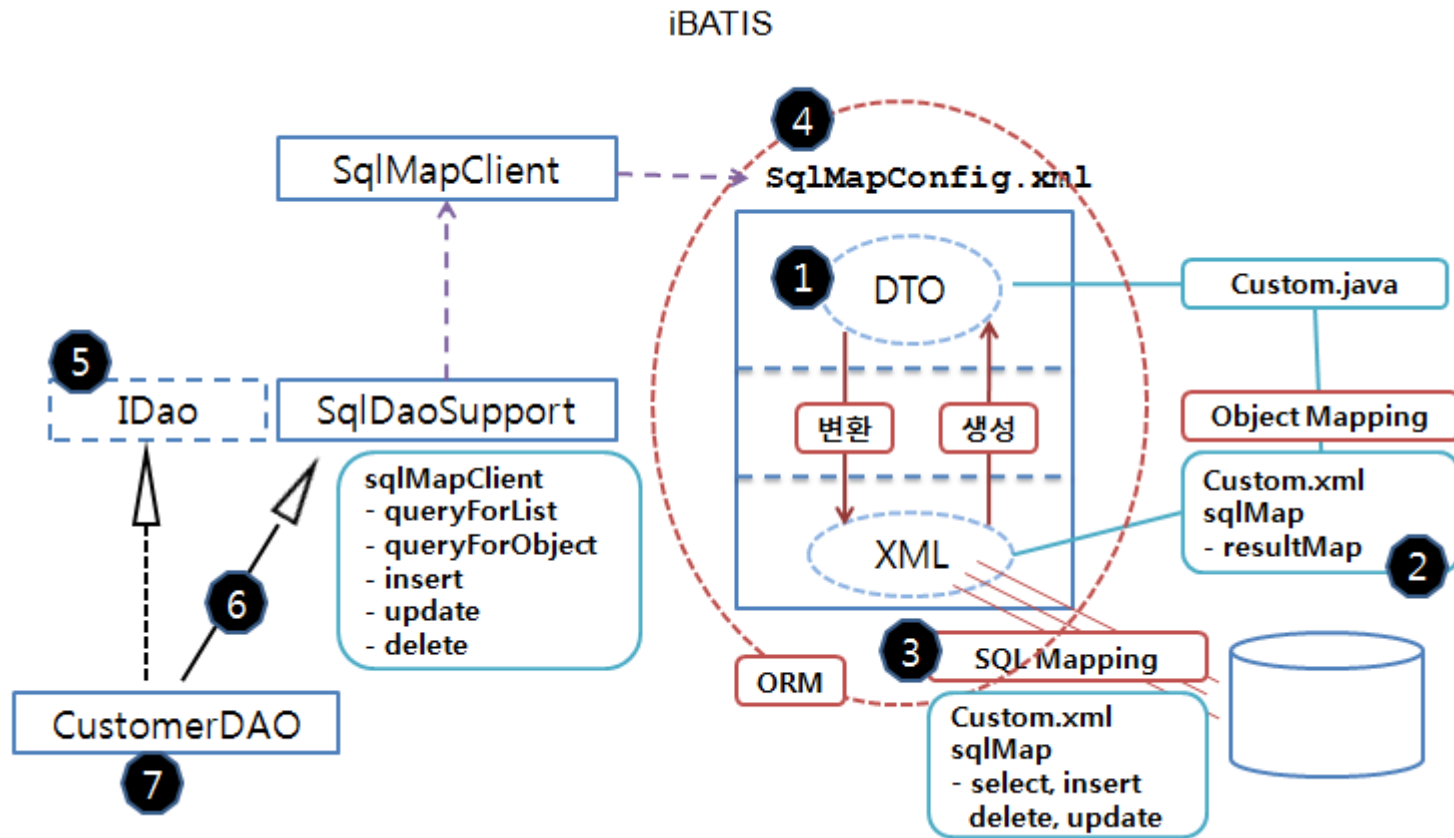 iBATIS
4
SqlMapClient
SqlMapConfig.xml
1
DTO
Custom.java
5
IDao
SqlDaoSupport
변환
생성
Object Mapping
sqlMapClient
- queryForList
- queryForObject
- insert
- update
- delete
Custom.xml
sqlMap
- resultMap
2
XML
6
3
SQL Mapping
ORM
CustomerDAO
7
Custom.xml
sqlMap
- select, insert
delete, update